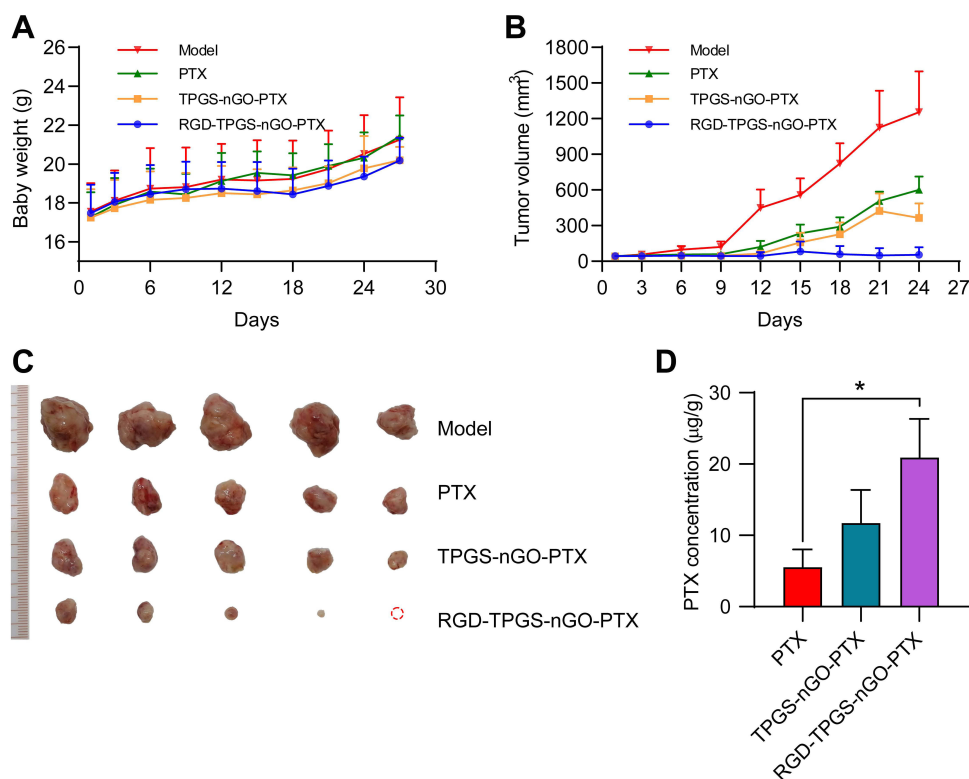 A
Baby weight (g)
26
24
22
20
18
16
0
6
12
18
24
30
Days
Model
PTX
TPGS-nGO-PTX
RGD-TPGS-nGO-PTX
B
Tumor volume (mm³)
1800
1500
1200
900
600
300
0
0
3
6
9
12
15
18
21
24
27
Days
Model
PTX
TPGS-nGO-PTX
RGD-TPGS-nGO-PTX
C
Model
PTX
TPGS-nGO-PTX
RGD-TPGS-nGO-PTX
D
PTX concentration (μg/g)
30
20
10
0
*
PTX
TPGS-nGO-PTX
RGD-TPGS-nGO-PTX